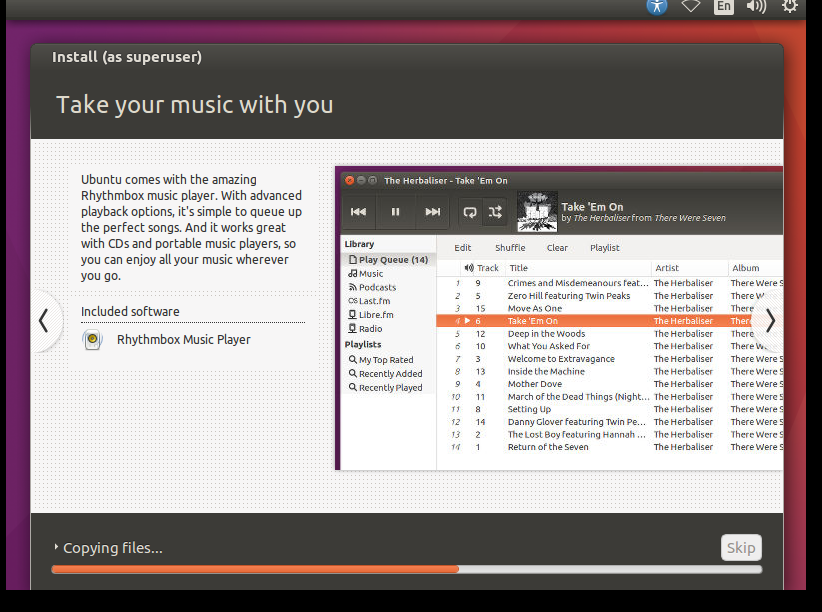 En
Install (as superuser)
Take your music with you
Ubuntu comes with the amazing
Rhythmbox music player. With advanced
playback options, it's simple to queue up
the perfect songs. And it works great
with CDs and portable music players, so
you can enjoy all your music wherever
you go.
Included software
Rhythmbox Music Player
The Herbaliser - Take 'Em On
Take 'Em On
by The Herbaliser from There Were Seven
Library
Play Queue (14)
Music
Podcasts
Last.fm
Libre.fm
Radio
Playlists
My Top Rated
Recently Added
Recently Played
Edit Shuffle Clear Playlist
Track Title Artist Album
1 9 Crimes and Misdemeanours feat... The Herbaliser There Were S
2 5 Zero Hill featuring Twin Peaks The Herbaliser There W
3 15 Move As One The Herbaliser There
4 6 Take 'Em On The Herbaliser There
5 12 Deep in the Woods The Herbaliser There
6 10 What You Asked For The Herbaliser There W
7 3 Welcome to Extravagance The Herbaliser There Were S
8 13 Inside the Machine The Herbaliser There Were S
9 4 Mother Dove The Herbaliser There Were S
10 11 March of the Dead Things (Night... The Herbaliser There Were S
11 8 Setting Up The Herbaliser There Were S
12 14 Danny Glover featuring Twin Pe... The Herbaliser There Were S
13 2 The Lost Boy featuring Hannah ... The Herbaliser There Were S
14 1 Return of the Seven The Herbaliser There Were S
Copying files...
Skip